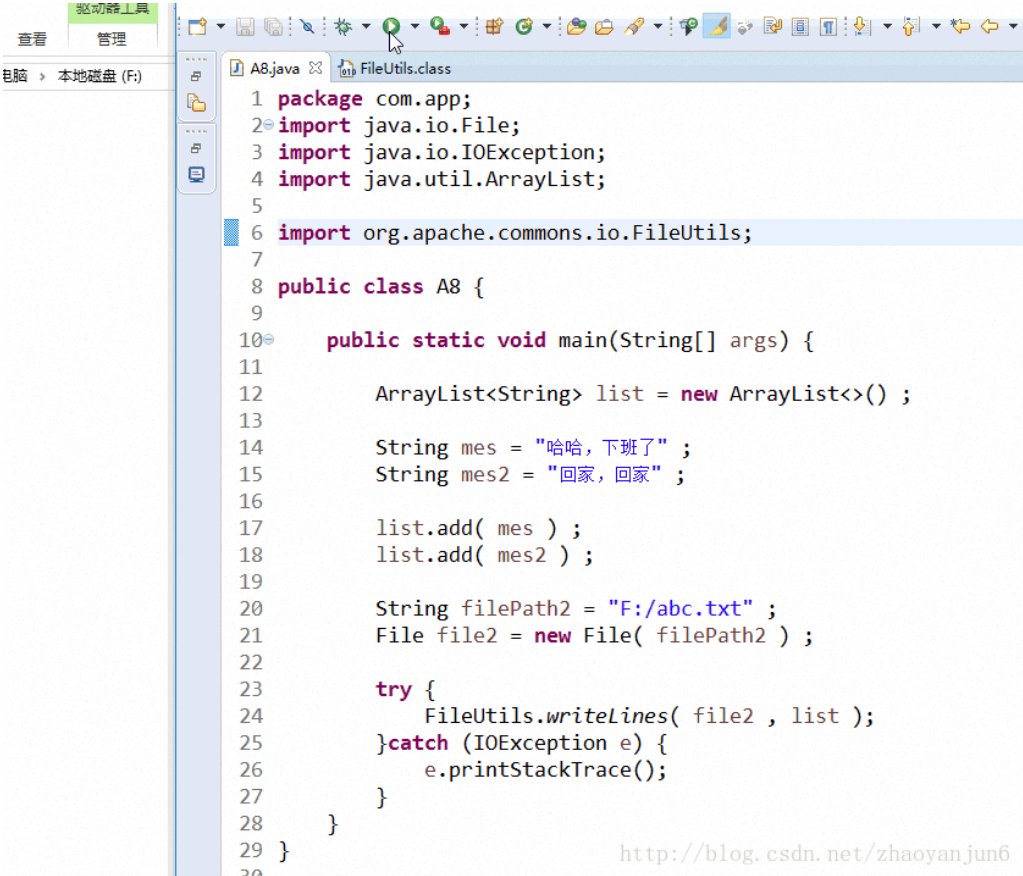 驱动器工具
查看
管理
电脑 > 本地磁盘 (F:)
A8.java
FileUtils.class
1 package com.app;
2 import java.io.File;
3 import java.io.IOException;
4 import java.util.ArrayList;
5
6 import org.apache.commons.io.FileUtils;
7
8 public class A8 {
9
10 public static void main(String[] args) {
11
12 ArrayList<String> list = new ArrayList<>() ;
13
14 String mes = "哈哈，下班了" ;
15 String mes2 = "回家，回家" ;
16
17 list.add( mes ) ;
18 list.add( mes2 ) ;
19
20 String filePath2 = "F:/abc.txt" ;
21 File file2 = new File( filePath2 ) ;
22
23 try {
24 FileUtils.writeLines( file2 , list );
25 }catch (IOException e) {
26 e.printStackTrace();
27 }
28 }
29 }
30
http://blog.csdn.net/zhaoyanjun6